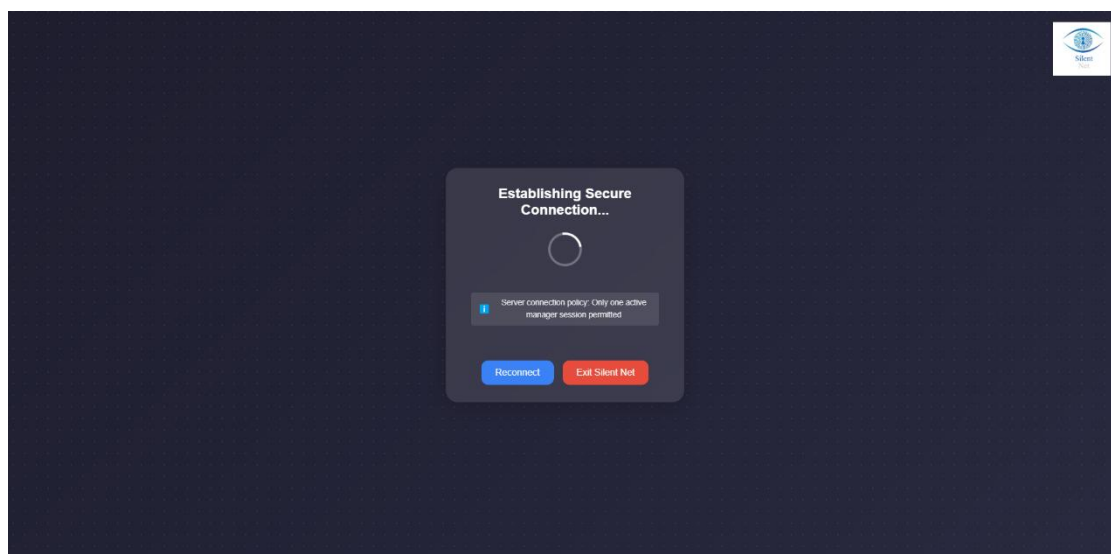 Silent
Net
Establishing Secure
Connection...
i
Server connection policy: Only one active
manager session permitted
Reconnect
Exit Silent Net